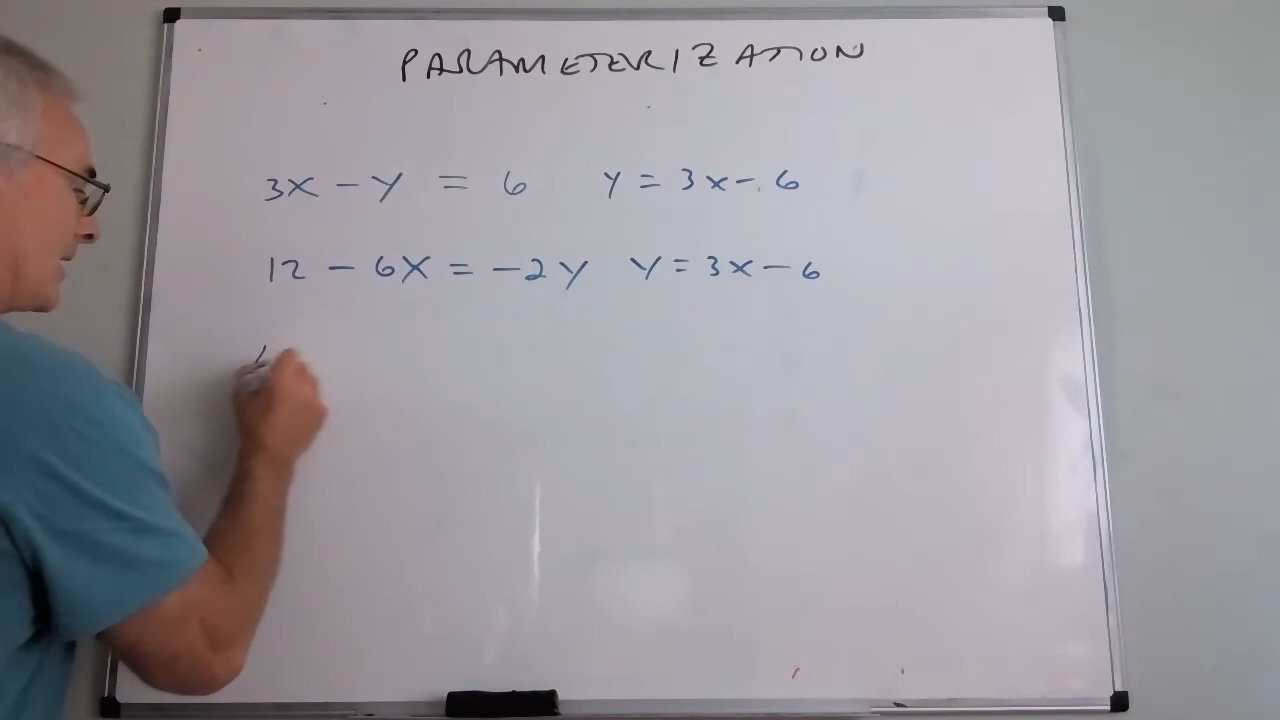 PARAMETERIZATION
3x - y = 6 y = 3x - 6
12 - 6x = -2y y = 3x - 6